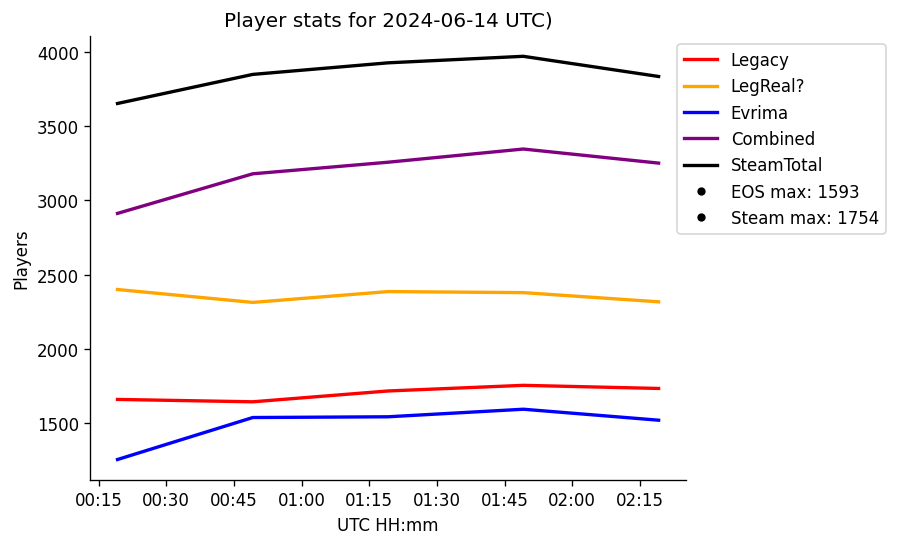 Player stats for 2024-06-14 UTC)
Players
4000
3500
3000
2500
2000
1500
00:15 00:30 00:45 01:00 01:15 01:30 01:45 02:00 02:15
UTC HH:mm
Legacy
LegReal?
Evrima
Combined
SteamTotal
EOS max: 1593
Steam max: 1754